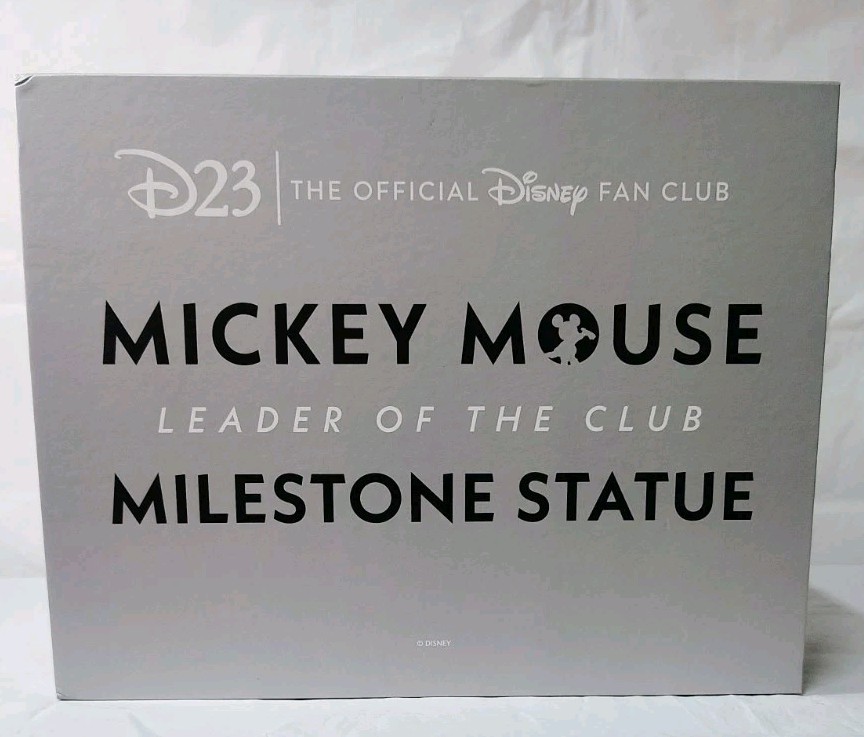 D23 | THE OFFICIAL Disney FAN CLUB
MICKEY MOUSE
LEADER OF THE CLUB
MILESTONE STATUE
© DISNEY